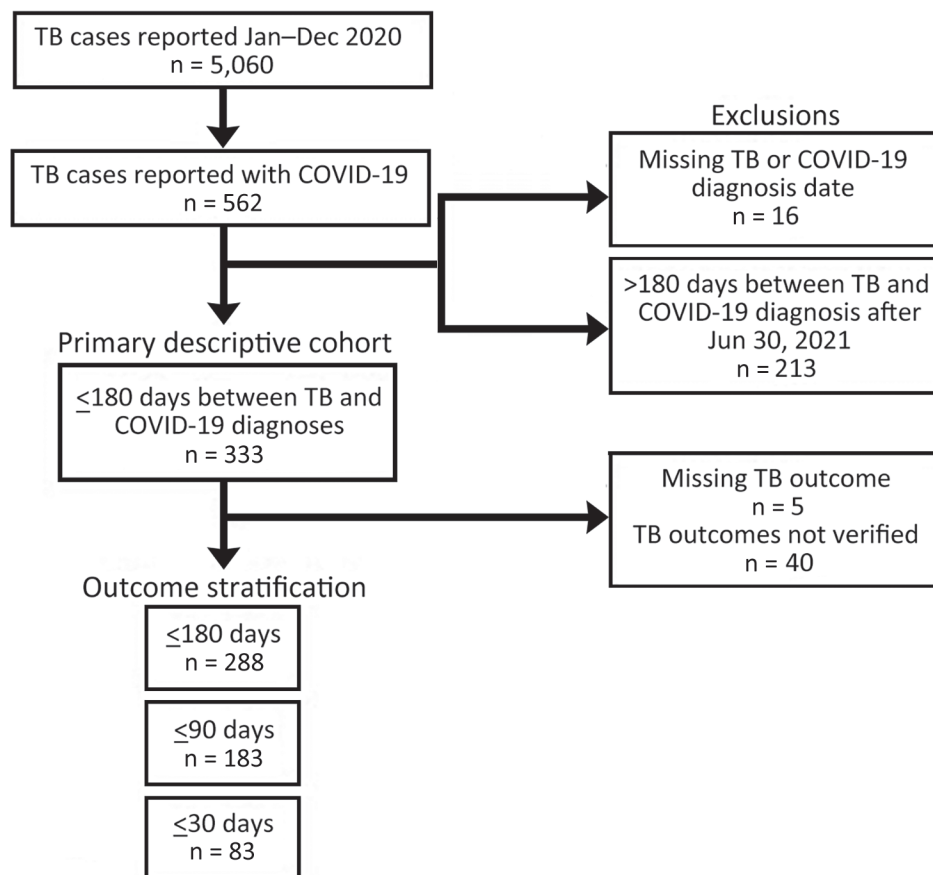 TB cases reported Jan–Dec 2020
n = 5,060
TB cases reported with COVID-19
n = 562
Exclusions
Missing TB or COVID-19
diagnosis date
n = 16
>180 days between TB and
COVID-19 diagnosis after
Jun 30, 2021
n = 213
Primary descriptive cohort
≤180 days between TB and
COVID-19 diagnoses
n = 333
Missing TB outcome
n = 5
TB outcomes not verified
n = 40
Outcome stratification
≤180 days
n = 288
≤90 days
n = 183
≤30 days
n = 83